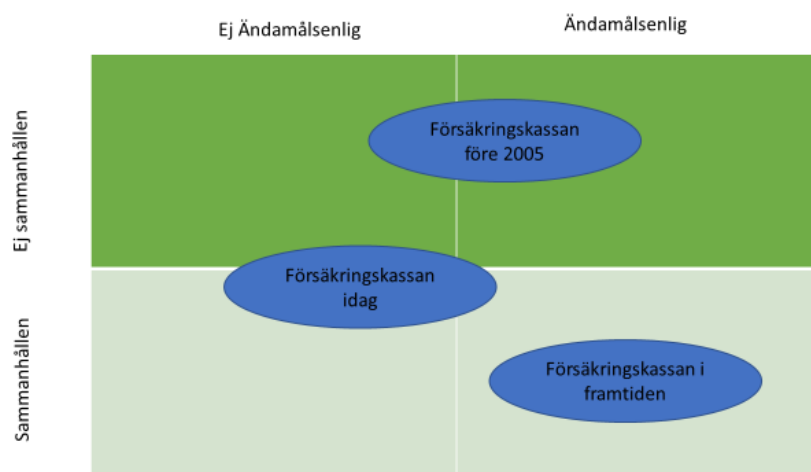 Ej Ändamålsenlig
Ändamålsenlig
Ej sammanhållen
Försäkringskassan
före 2005
Försäkringskassan
idag
Sammanhållen
Försäkringskassan i
framtiden